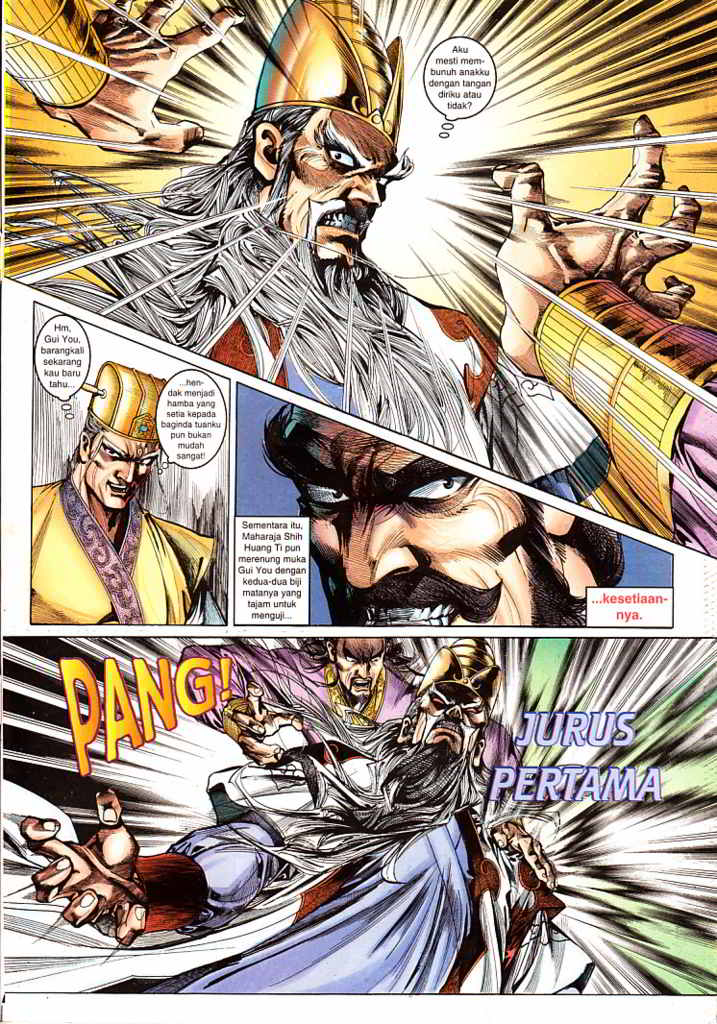 Aku
mesti mem-
bunuh anakku
dengan tangan
diriku atau
tidak?
Hm,
Gui You,
barangkali
sekarang
kau baru
tahu...
...hen-
dak menjadi
hamba yang
setia kepada
baginda tuanku
pun bukan
mudah
sangat!
Sementara itu,
Maharaja Shih
Huang Ti pun
merenung muka
Gui You dengan
kedua-dua biji
matanya yang
tajam untuk
menguji...
...kesetiaan-
nya.
PANG!
JURUS
PERTAMA